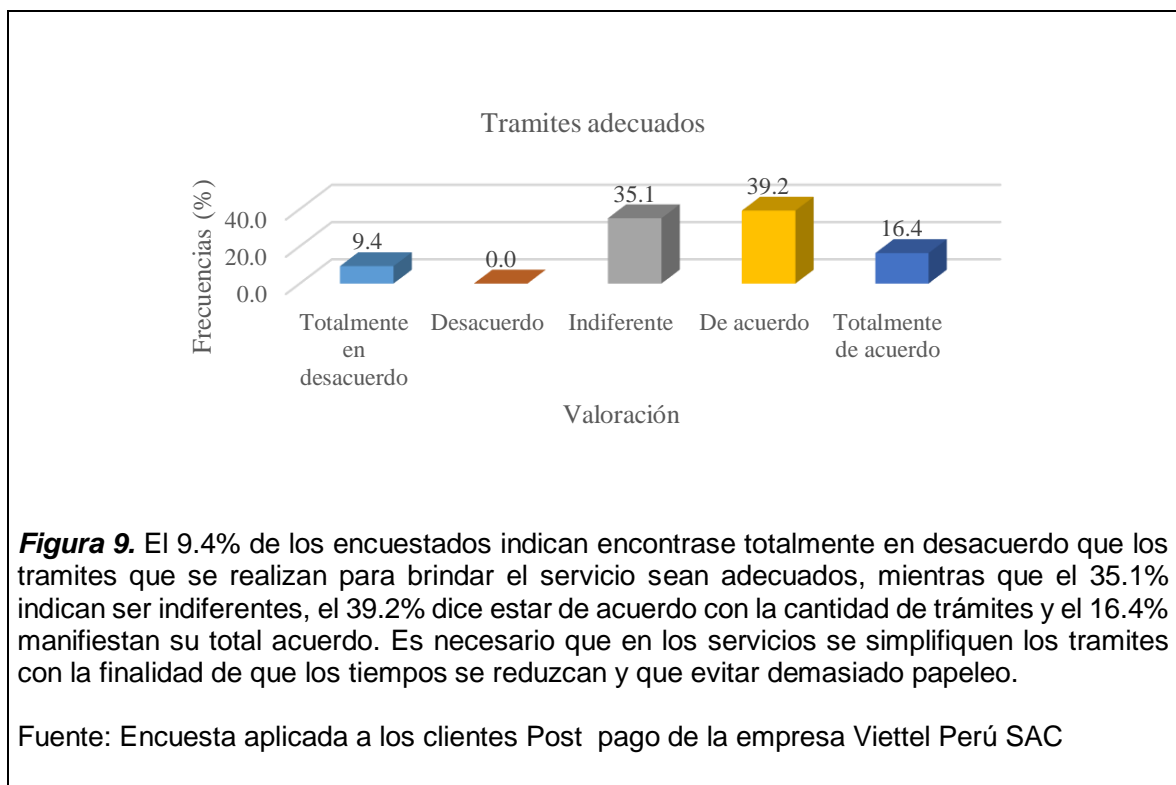 Tramites adecuados
Frecuencias (%)
40.0
20.0
0.0
9.4
0.0
35.1
39.2
16.4
Totalmente
en
desacuerdo
Desacuerdo
Indiferente
De acuerdo
Totalmente
de acuerdo
Valoración
Figura 9. El 9.4% de los encuestados indican encontrase totalmente en desacuerdo que los
tramites que se realizan para brindar el servicio sean adecuados, mientras que el 35.1%
indican ser indiferentes, el 39.2% dice estar de acuerdo con la cantidad de trámites y el 16.4%
manifiestan su total acuerdo. Es necesario que en los servicios se simplifiquen los tramites
con la finalidad de que los tiempos se reduzcan y que evitar demasiado papeleo.
Fuente: Encuesta aplicada a los clientes Post pago de la empresa Viettel Perú SAC